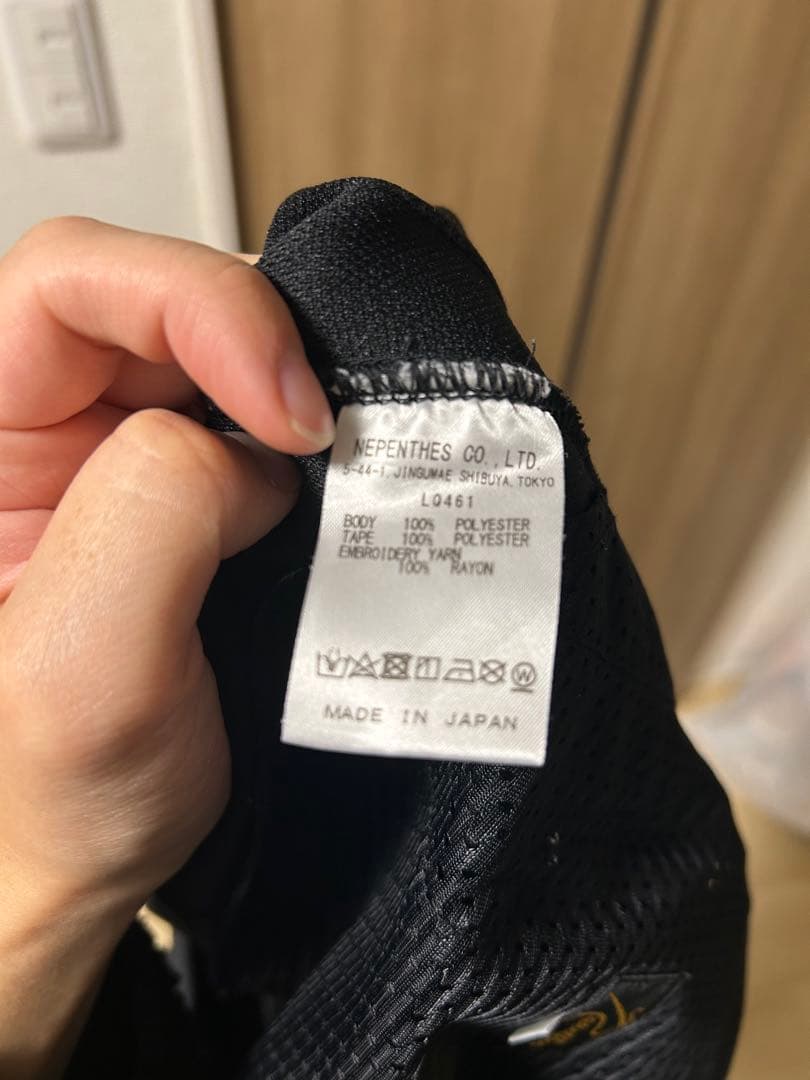 NEPENTHES CO., LTD.
5-44-1, JINGUMAE SHIBUYA, TOKYO
LQ461
BODY 100% POLYESTER
TAPE 100% POLYESTER
EMBROIDERY YARN
100% RAYON
W
MADE IN JAPAN